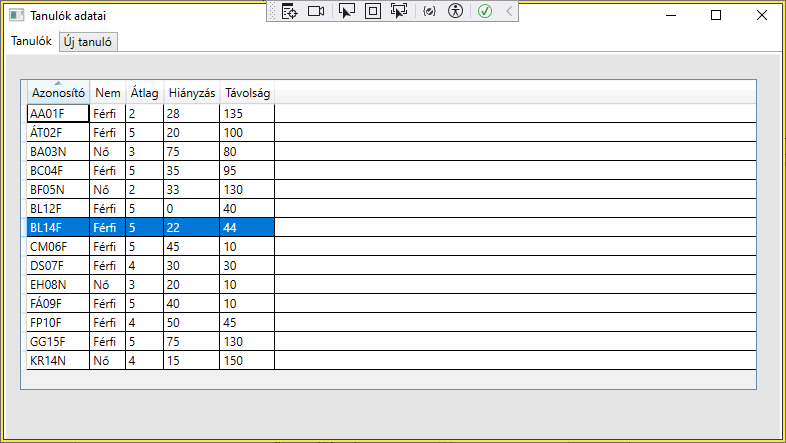 Tanulók adatai
Tanulók Új tanuló
Azonosító Nem Átlag Hiányzás Távolság
AA01F Férfi 2 28 135
ÁT02F Férfi 5 20 100
BA03N Nő 3 75 80
BC04F Férfi 5 35 95
BF05N Nő 2 33 130
BL12F Férfi 5 0 40
BL14F Férfi 5 22 44
CM06F Férfi 5 45 10
DS07F Férfi 4 30 30
EH08N Nő 3 20 10
FÁ09F Férfi 5 40 10
FP10F Férfi 4 50 45
GG15F Férfi 5 75 130
KR14N Nő 4 15 150